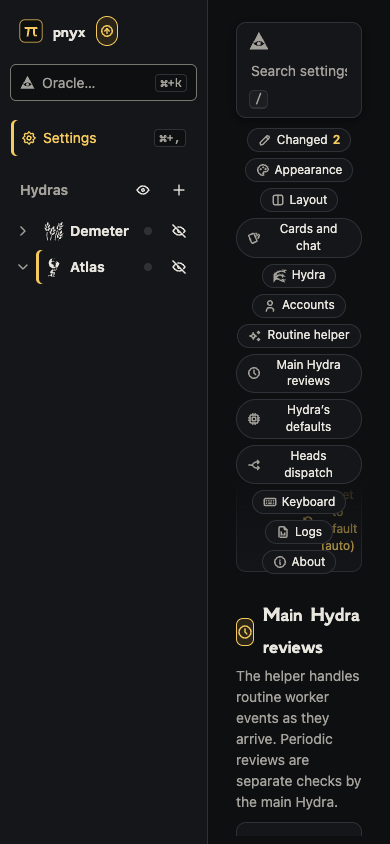 π pnyx
Oracle... ⌘+k
Settings ⌘+,
Hydras
Demeter
Atlas
Search settings
/
Changed 2
Appearance
Layout
Cards and
chat
Hydra
Accounts
Routine helper
Main Hydra
reviews
Hydra's
defaults
Heads
dispatch
Keyboard
Logs
(auto)
About
Main Hydra
reviews
The helper handles
routine worker
events as they
arrive. Periodic
reviews are
separate checks by
the main Hydra.